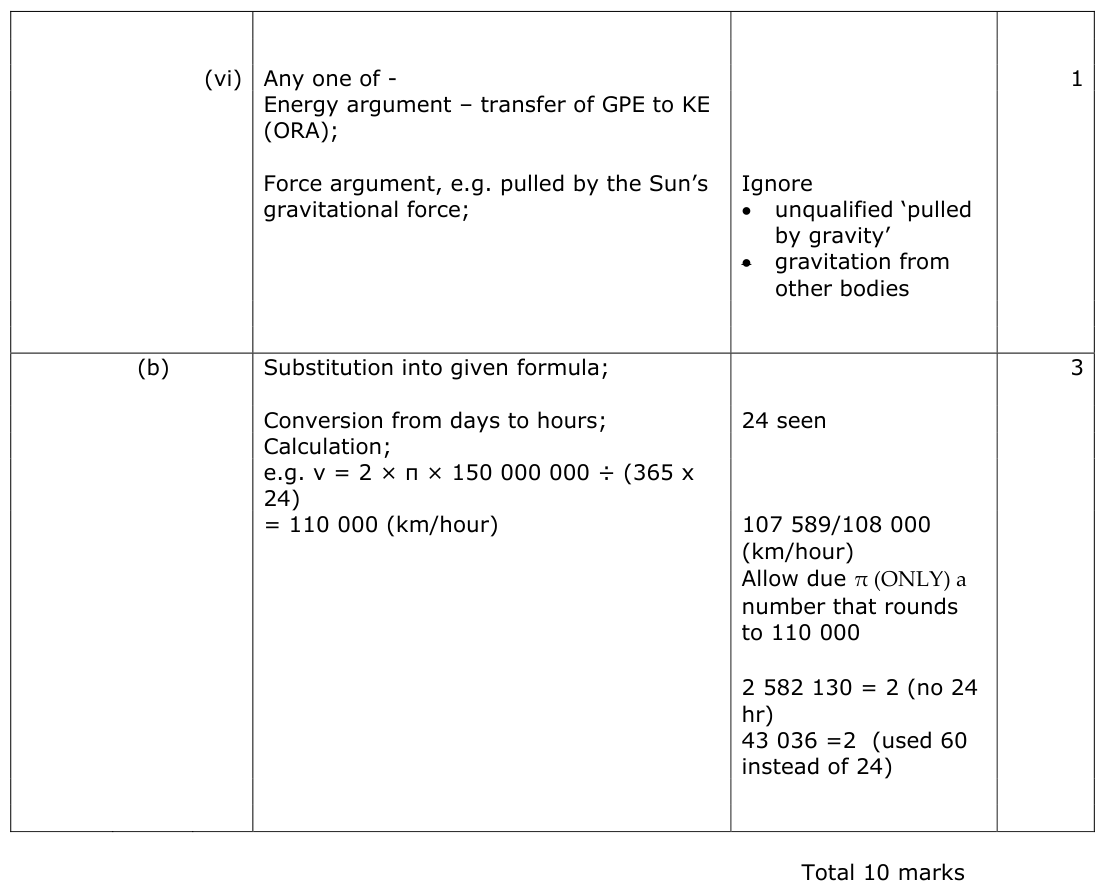 (vi) Any one of - 1
Energy argument – transfer of GPE to KE
(ORA);
Force argument, e.g. pulled by the Sun’s
gravitational force;
Ignore
• unqualified ‘pulled
by gravity’
• gravitation from
other bodies
(b) Substitution into given formula; 3
Conversion from days to hours; 24 seen
Calculation;
e.g. v = 2 × π × 150 000 000 ÷ (365 x
24)
= 110 000 (km/hour)
107 589/108 000
(km/hour)
Allow due π (ONLY) a
number that rounds
to 110 000
2 582 130 = 2 (no 24
hr)
43 036 =2 (used 60
instead of 24)
Total 10 marks